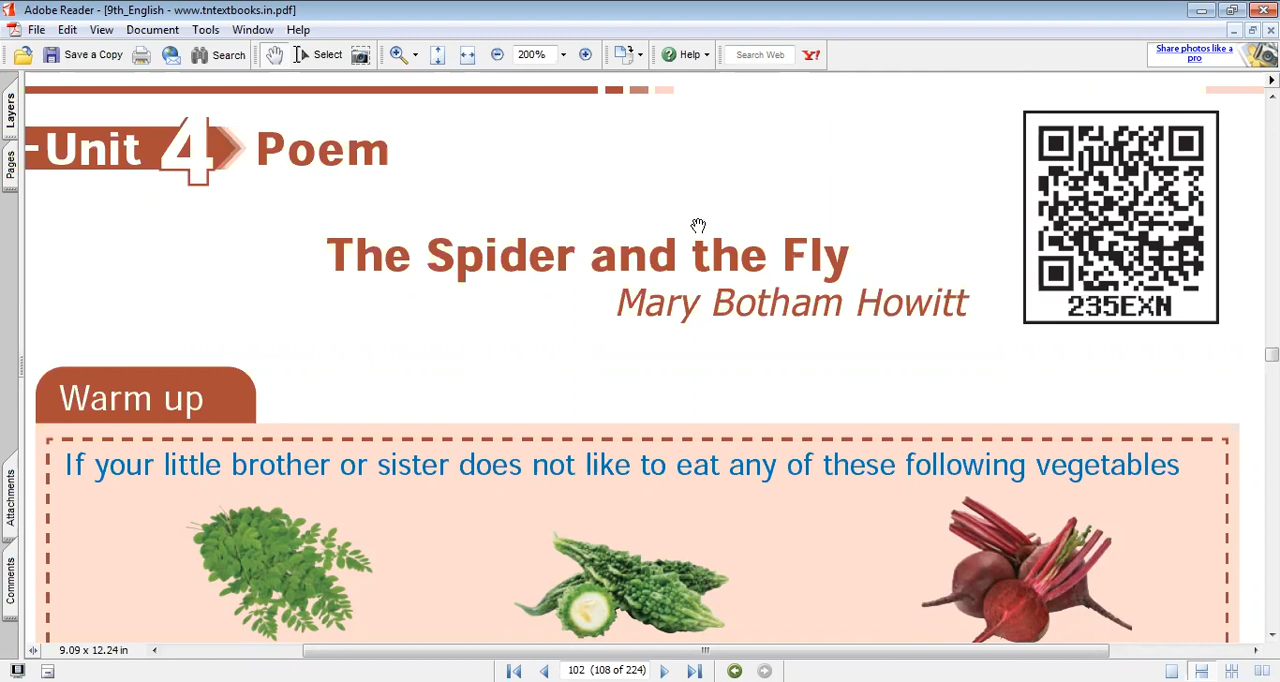 Adobe Reader - [9th_English - www.tntextbooks.in.pdf]
File Edit View Document Tools Window Help
Save a Copy Search Select 200% Help Search Web Y!
Share photos like a
pro
Layers
Pages
Attachments
Comments
Unit 4 Poem
The Spider and the Fly
Mary Botham Howitt
235EXN
Warm up
If your little brother or sister does not like to eat any of these following vegetables
9.09 x 12.24 in
102 (108 of 224)